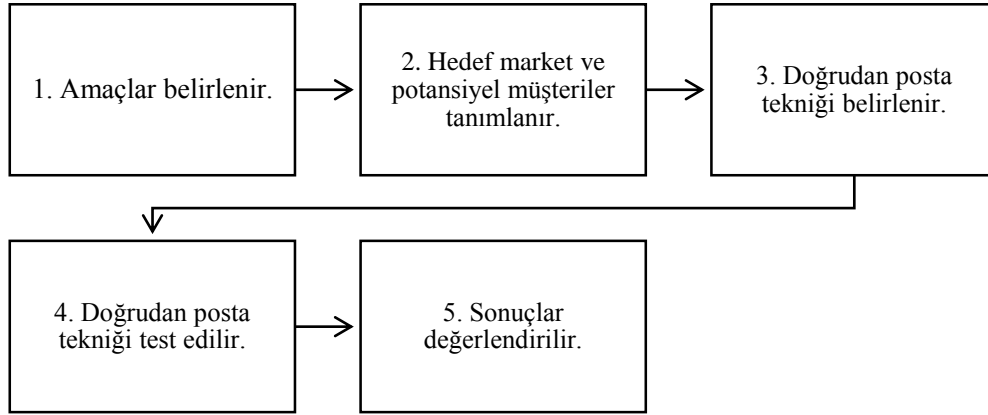 1. Amaçlar belirlenir.
2. Hedef market ve
potansiyel müşteriler
tanımlanır.
3. Doğrudan posta
tekniği belirlenir.
4. Doğrudan posta
tekniği test edilir.
5. Sonuçlar
değerlendirilir.